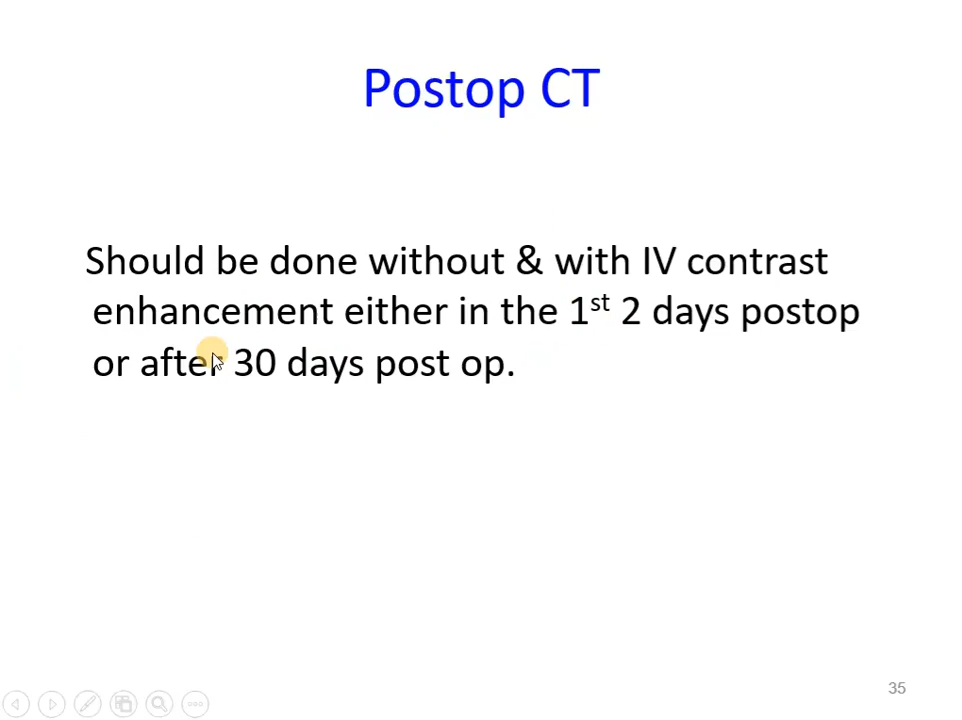 Postop CT
Should be done without & with IV contrast
enhancement either in the 1st 2 days postop
or after 30 days post op.
35